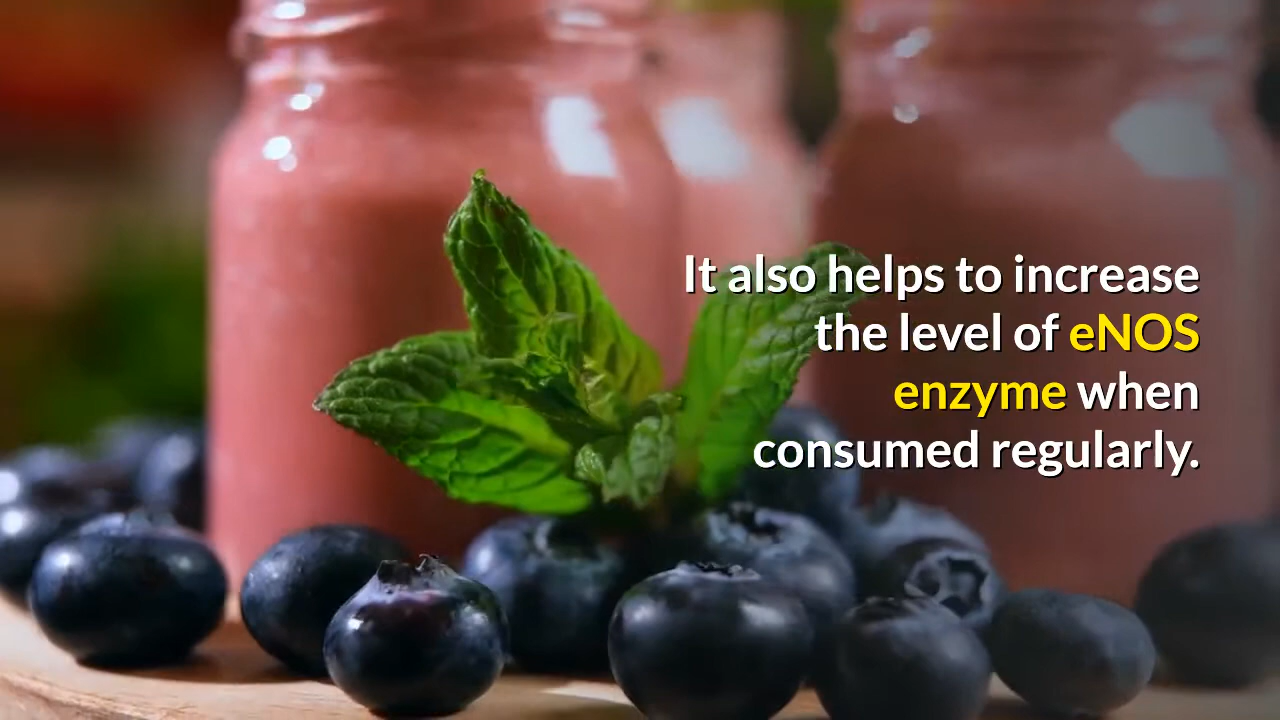 It also helps to increase
the level of eNOS
enzyme when
consumed regularly.